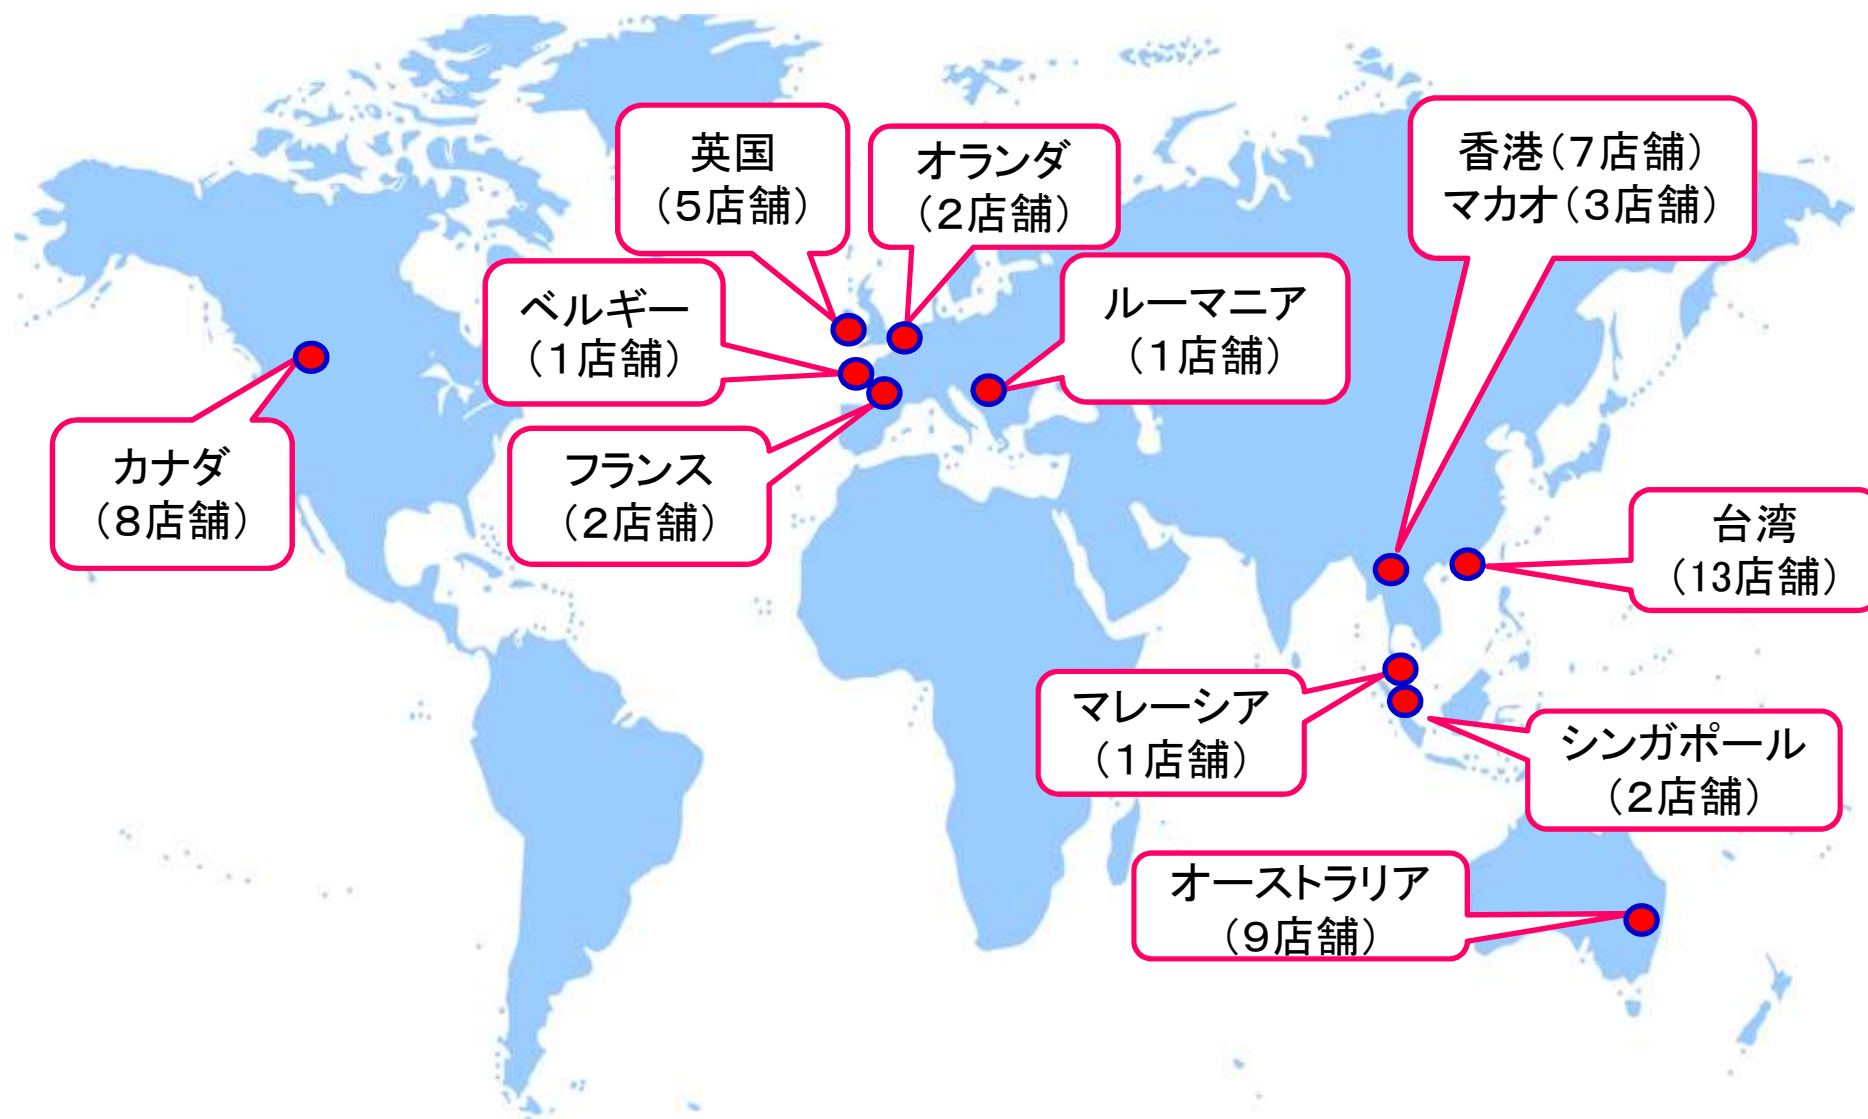 英国
（5店舗）
オランダ
（2店舗）
香港（7店舗）
マカオ（3店舗）
ベルギー
（1店舗）
ルーマニア
（1店舗）
カナダ
（8店舗）
フランス
（2店舗）
台湾
（13店舗）
マレーシア
（1店舗）
シンガポール
（2店舗）
オーストラリア
（9店舗）